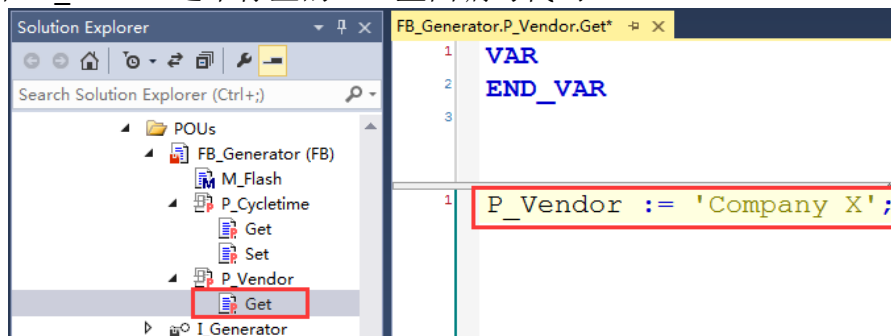 Solution Explorer
Search Solution Explorer (Ctrl+;)
POUs
FB_Generator (FB)
M_Flash
P_Cycletime
Get
Set
P_Vendor
Get
I_Generator
FB_Generator.P_Vendor.Get*
1 VAR
2 END_VAR
3
1 P_Vendor := 'Company X';